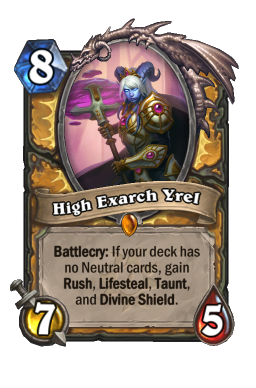 8
High Exarch Yrel
Battlecry: If your deck has
no Neutral cards, gain
Rush, Lifesteal, Taunt,
and Divine Shield.
7
5